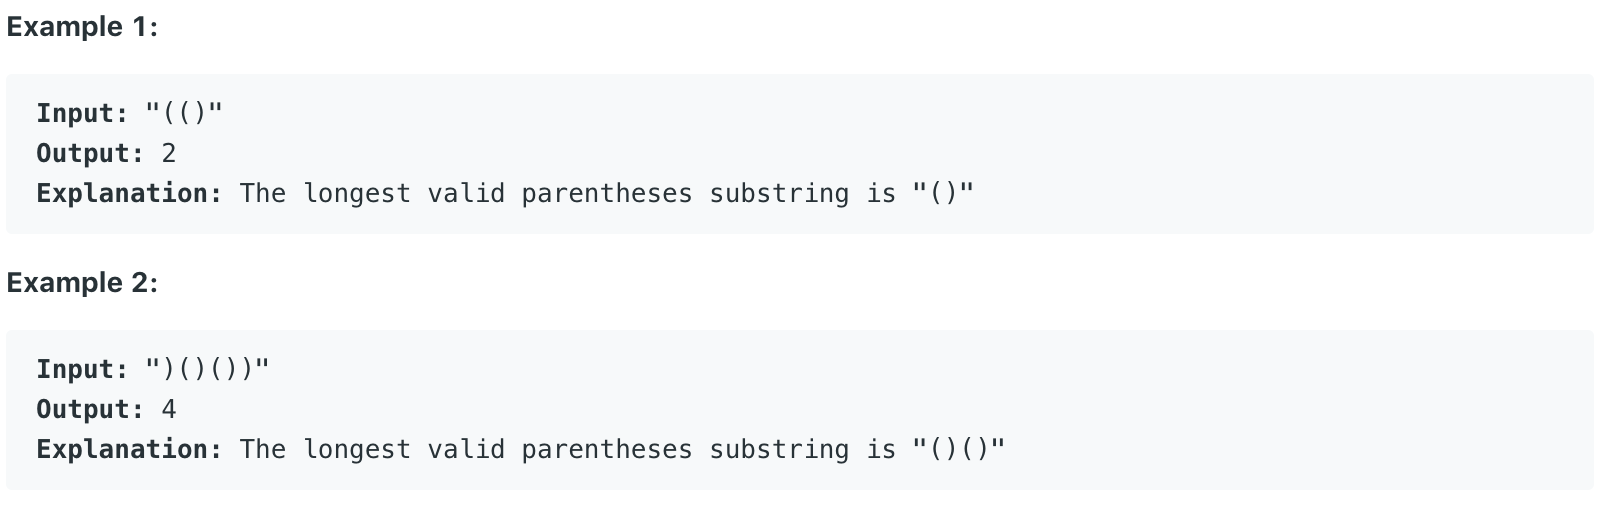 Example 1:
Input: "(()"
Output: 2
Explanation: The longest valid parentheses substring is "()"
Example 2:
Input: ")()())"
Output: 4
Explanation: The longest valid parentheses substring is "()()"